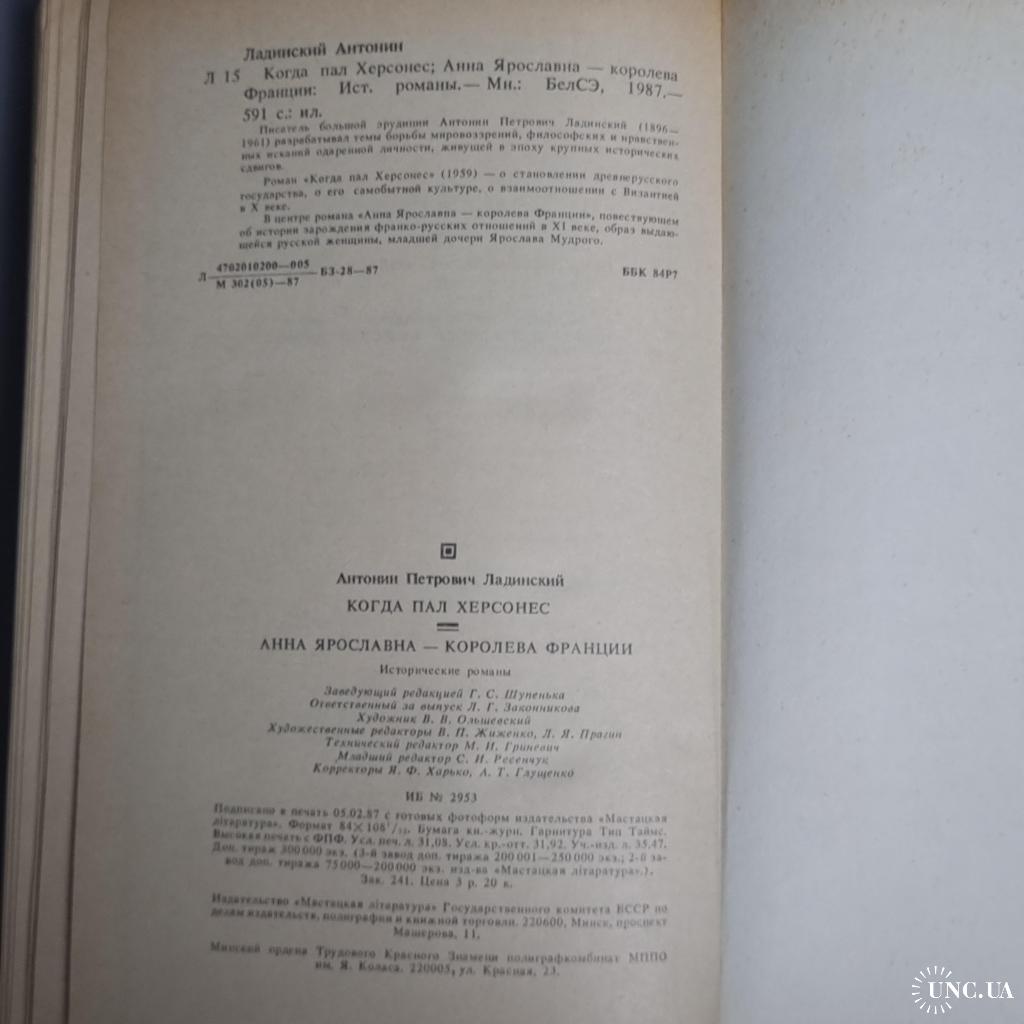 Ладинский Антонин
Л 15 Когда пал Херсонес; Анна Ярославна — королева
Франции: Ист. романы.— Мн.: БелСЭ, 1987.—
591 с.: ил.
Писатель большой эрудиции Антонин Петрович Ладинский (1896—
1961) разрабатывал темы борьбы мировоззрений, философских и нравствен-
ных исканий одаренной личности, живущей в эпоху крупных исторических
сдвигов.
Роман «Когда пал Херсонес» (1959) — о становлении древнерусского
государства, о его самобытной культуре, о взаимоотношении с Византией
в X веке.
В центре романа «Анна Ярославна — королева Франции», повествующем
об истории зарождения франко-русских отношений в XI веке, образ выдаю-
щейся русской женщины, младшей дочери Ярослава Мудрого.
Л 4702010200—005 БЗ-28—87 ББК 84Р7
М 302(05)—87
Антонин Петрович Ладинский
КОГДА ПАЛ ХЕРСОНЕС
АННА ЯРОСЛАВНА — КОРОЛЕВА ФРАНЦИИ
Исторические романы
Заведующий редакцией Г. С. Шупенька
Ответственный за выпуск Л. Г. Законникова
Художник В. В. Ольшевский
Художественные редакторы В. П. Жиженко, Л. Я. Прагин
Технический редактор М. И. Гриневич
Младший редактор С. И. Ресенчук
Корректоры Я. Ф. Харько, А. Т. Глущенко
ИБ № 2953
Подписано в печать 05.02.87 с готовых фотоформ издательства «Мастацкая
літаратура». Формат 84×108¹/₃₂. Бумага кн.-журн. Гарнитура Тип Таймс.
Высокая печать с ФПФ. Усл. печ. л. 31,08. Усл. кр.-отт. 31,92. Уч.-изд. л. 35,47.
Доп. тираж 300 000 экз. (3-й завод доп. тиража 200 001—250 000 экз.; 2-й за-
вод доп. тиража 75 000—200 000 экз. изд-ва «Мастацкая літаратура».).
Зак. 241. Цена 3 р. 20 к.
Издательство «Мастацкая літаратура» Государственного комитета БССР по
делам издательств, полиграфии и книжной торговли. 220600, Минск, проспект
Машерова, 11.
Минский ордена Трудового Красного Знамени полиграфкомбинат МППО
им. Я. Коласа. 220005, ул. Красная, 23.
UNC.UA